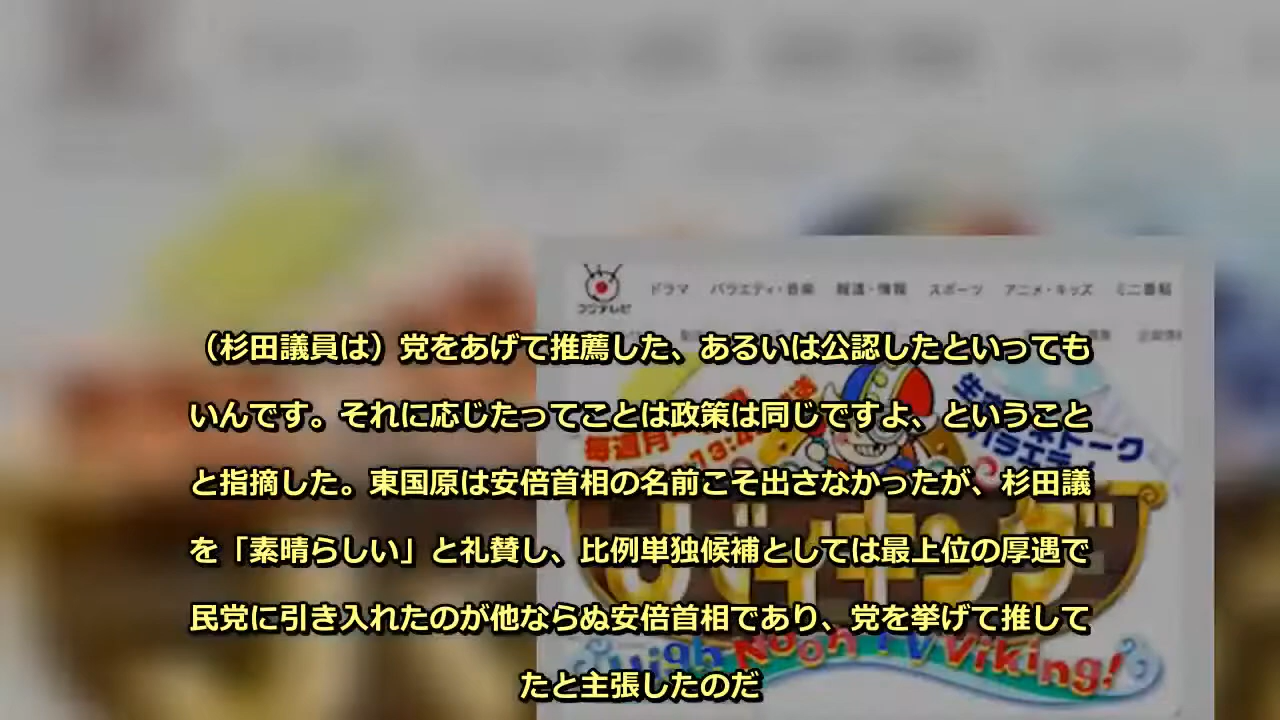 フジテレビ
ドラマ バラエティ・音楽 報道・情報 スポーツ アニメ・キッズ ミニ番組
（杉田議員は）党をあげて推薦した、あるいは公認したといっても
いんです。それに応じたってことは政策は同じですよ、ということ
と指摘した。東国原は安倍首相の名前こそ出さなかったが、杉田議
を「素晴らしい」と礼賛し、比例単独候補としては最上位の厚遇で
民党に引き入れたのが他ならぬ安倍首相であり、党を挙げて推して
たと主張したのだ
バイキング
High Noon TV Viking!